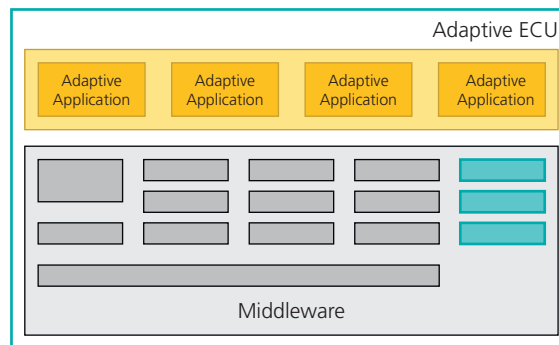 Adaptive ECU
Adaptive
Application
Adaptive
Application
Adaptive
Application
Adaptive
Application
Middleware